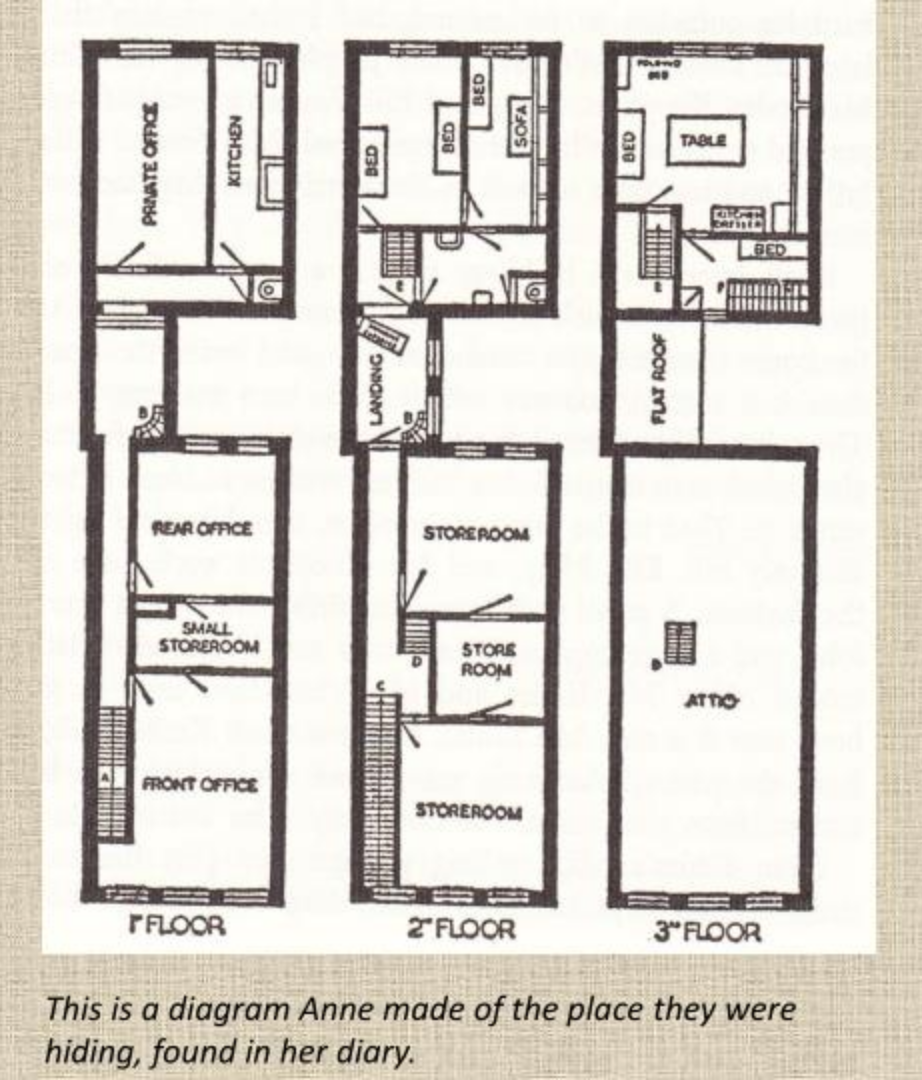 PRIVATE OFFICE
KITCHEN
B
REAR OFFICE
SMALL
STOREROOM
A
FRONT OFFICE
1ˢᵗ FLOOR
BED
BED
BED
SOFA
E
LANDING
B
STOREROOM
D
STORE
ROOM
C
STOREROOM
2ⁿᵈ FLOOR
FOLDING
BED
BED
TABLE
KITCHEN
DRESSER
BED
E
F
FLAT ROOF
D
ATTIC
3ʳᵈ FLOOR
This is a diagram Anne made of the place they were
hiding, found in her diary.